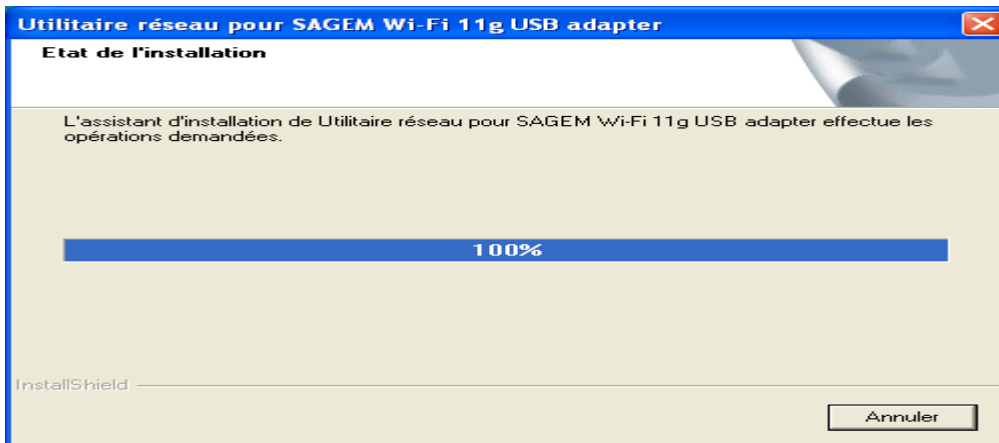 Utilitaire réseau pour SAGEM Wi-Fi 11g USB adapter
Etat de l'installation
L'assistant d'installation de Utilitaire réseau pour SAGEM Wi-Fi 11g USB adapter effectue les
opérations demandées.
100%
InstallShield
Annuler